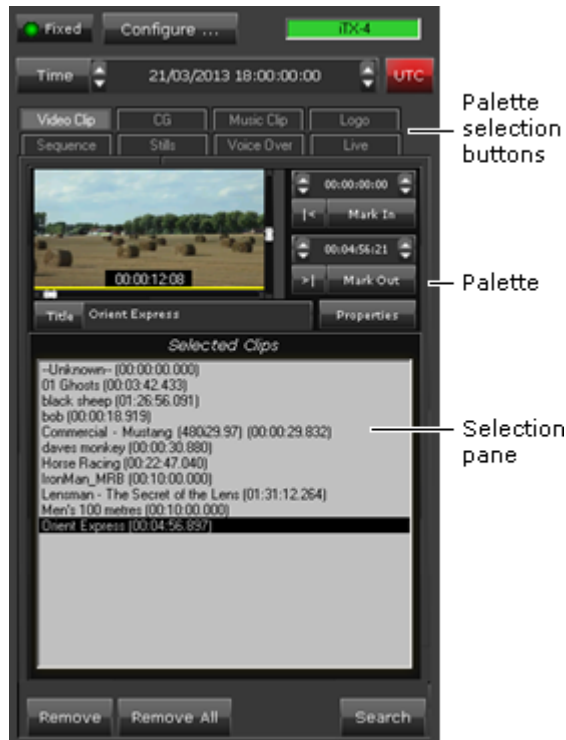 Fixed Configure ... iTX-4
Time 21/03/2013 18:00:00:00 UTC
Video Clip CG Music Clip Logo
Sequence Stills Voice Over Live
Palette
selection
buttons
00:00:12:08
00:00:00:00
|< Mark In
00:04:56:21
>| Mark Out
Palette
Title Orient Express Properties
Selected Clips
--Unknown-- (00:00:00.000)
01 Ghosts (00:03:42.433)
black sheep (01:26:56.091)
bob (00:00:18.919)
Commercial - Mustang (480i29.97) (00:00:29.832)
daves monkey (00:00:30.880)
Horse Racing (00:22:47.040)
IronMan_MRB (00:10:00.000)
Lensman - The Secret of the Lens (01:31:12.264)
Men's 100 metres (00:10:00.000)
Orient Express (00:04:56.897)
Selection
pane
Remove Remove All Search